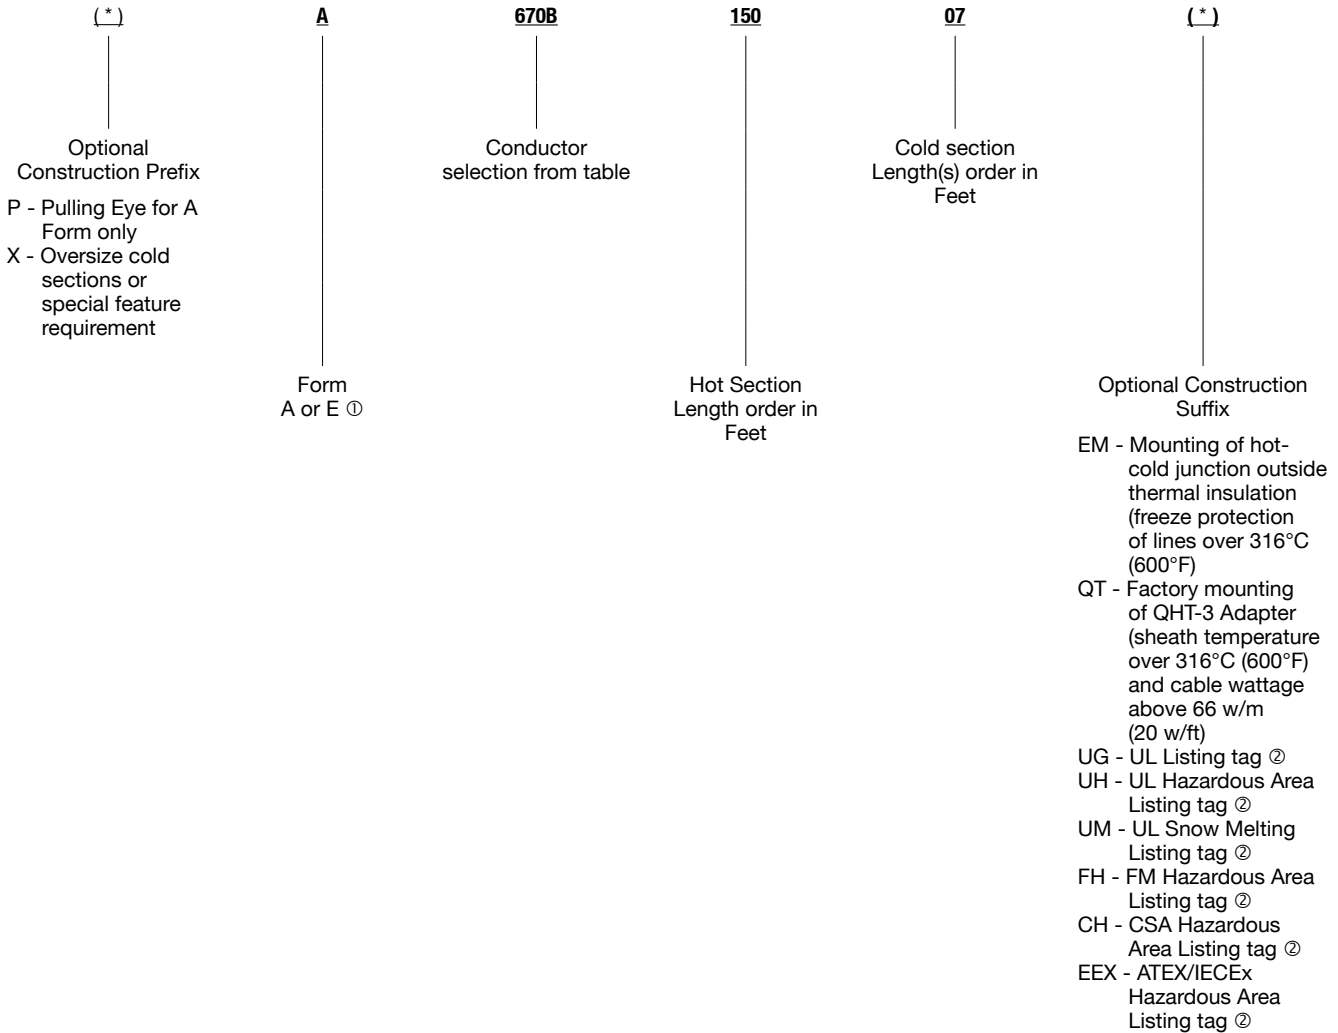 ( * )
A
670B
150
07
( * )
Optional
Construction Prefix
P - Pulling Eye for A
Form only
X - Oversize cold
sections or
special feature
requirement
Form
A or E ①
Conductor
selection from table
Hot Section
Length order in
Feet
Cold section
Length(s) order in
Feet
Optional Construction
Suffix
EM - Mounting of hot-
cold junction outside
thermal insulation
(freeze protection
of lines over 316°C
(600°F)
QT - Factory mounting
of QHT-3 Adapter
(sheath temperature
over 316°C (600°F)
and cable wattage
above 66 w/m
(20 w/ft)
UG - UL Listing tag ②
UH - UL Hazardous Area
Listing tag ②
UM - UL Snow Melting
Listing tag ②
FH - FM Hazardous Area
Listing tag ②
CH - CSA Hazardous
Area Listing tag ②
EEX - ATEX/IECEx
Hazardous Area
Listing tag ②